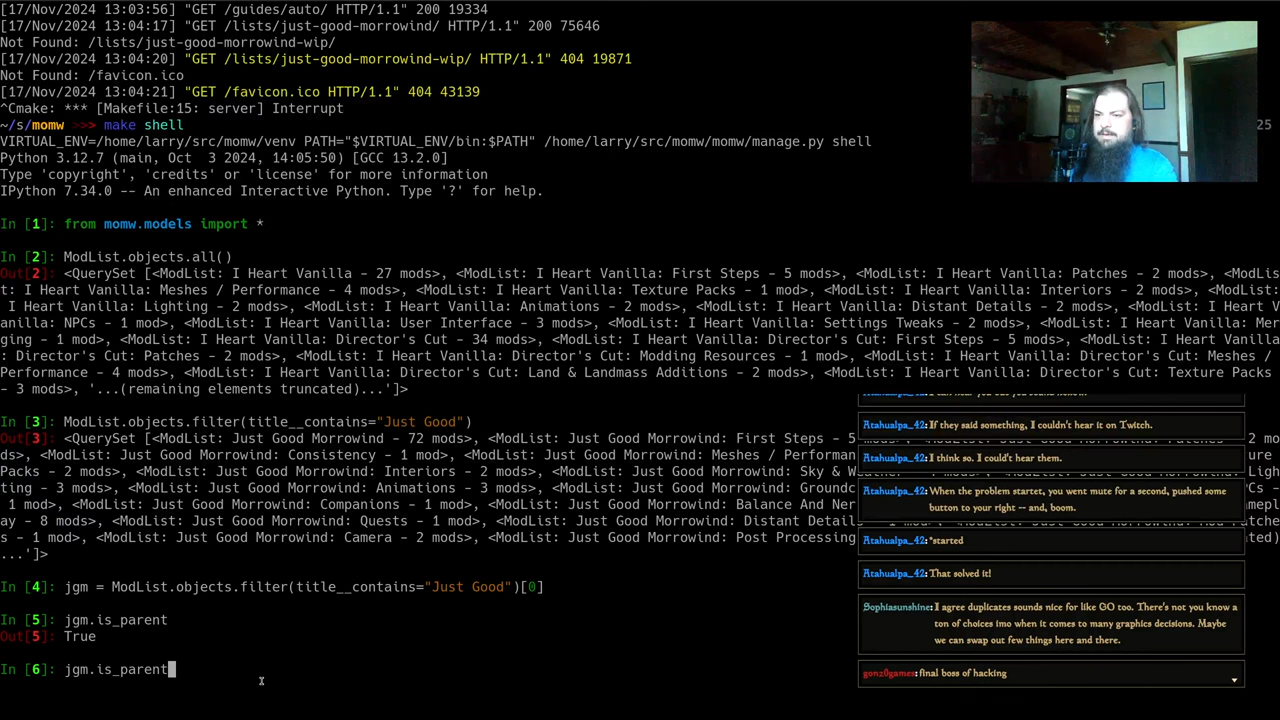 [17/Nov/2024 13:03:56] "GET /guides/auto/ HTTP/1.1" 200 19334
[17/Nov/2024 13:04:17] "GET /lists/just-good-morrowind/ HTTP/1.1" 200 75646
Not Found: /lists/just-good-morrowind-wip/
[17/Nov/2024 13:04:20] "GET /lists/just-good-morrowind-wip/ HTTP/1.1" 404 19871
Not Found: /favicon.ico
[17/Nov/2024 13:04:21] "GET /favicon.ico HTTP/1.1" 404 43139
^Cmake: *** [Makefile:15: server] Interrupt
~/s/momw >>> make shell
25
VIRTUAL_ENV=/home/larry/src/momw/venv PATH="$VIRTUAL_ENV/bin:$PATH" /home/larry/src/momw/momw/manage.py shell
Python 3.12.7 (main, Oct 3 2024, 14:05:50) [GCC 13.2.0]
Type 'copyright', 'credits' or 'license' for more information
IPython 7.34.0 -- An enhanced Interactive Python. Type '?' for help.
In [1]: from momw.models import *
In [2]: ModList.objects.all()
Out[2]: <QuerySet [<ModList: I Heart Vanilla - 27 mods>, <ModList: I Heart Vanilla: First Steps - 5 mods>, <ModList: I Heart Vanilla: Patches - 2 mods>, <ModLis
t: I Heart Vanilla: Meshes / Performance - 4 mods>, <ModList: I Heart Vanilla: Texture Packs - 1 mod>, <ModList: I Heart Vanilla: Interiors - 2 mods>, <ModList:
I Heart Vanilla: Lighting - 2 mods>, <ModList: I Heart Vanilla: Animations - 2 mods>, <ModList: I Heart Vanilla: Distant Details - 2 mods>, <ModList: I Heart V
anilla: NPCs - 1 mod>, <ModList: I Heart Vanilla: User Interface - 3 mods>, <ModList: I Heart Vanilla: Settings Tweaks - 2 mods>, <ModList: I Heart Vanilla: Mer
ging - 1 mod>, <ModList: I Heart Vanilla: Director's Cut - 34 mods>, <ModList: I Heart Vanilla: Director's Cut: First Steps - 5 mods>, <ModList: I Heart Vanilla
: Director's Cut: Patches - 2 mods>, <ModList: I Heart Vanilla: Director's Cut: Modding Resources - 1 mod>, <ModList: I Heart Vanilla: Director's Cut: Meshes /
Performance - 4 mods>, <ModList: I Heart Vanilla: Director's Cut: Land & Landmass Additions - 2 mods>, <ModList: I Heart Vanilla: Director's Cut: Texture Packs
- 3 mods>, '...(remaining elements truncated)...']>
In [3]: ModList.objects.filter(title__contains="Just Good")
Out[3]: <QuerySet [<ModList: Just Good Morrowind - 72 mods>, <ModList: Just Good Morrowind: First Steps - 5
ds>, <ModList: Just Good Morrowind: Consistency - 1 mod>, <ModList: Just Good Morrowind: Meshes / Performan
Packs - 2 mods>, <ModList: Just Good Morrowind: Interiors - 2 mods>, <ModList: Just Good Morrowind: Sky & W
ting - 3 mods>, <ModList: Just Good Morrowind: Animations - 3 mods>, <ModList: Just Good Morrowind: Groundc
1 mod>, <ModList: Just Good Morrowind: Companions - 1 mod>, <ModList: Just Good Morrowind: Balance And Ner
ay - 8 mods>, <ModList: Just Good Morrowind: Quests - 1 mod>, <ModList: Just Good Morrowind: Distant Details
s - 1 mod>, <ModList: Just Good Morrowind: Camera - 2 mod>, <ModList: Just Good Morrowind: Post Processing
...']>
In [4]: jgm = ModList.objects.filter(title__contains="Just Good")[0]
In [5]: jgm.is_parent
Out[5]: True
In [6]: jgm.is_parent
Atahualpa_42: If they said something, I couldn't hear it on Twitch.
Atahualpa_42: I think so. I could hear them.
Atahualpa_42: When the problem startet, you went mute for a second, pushed some
button to your right -- and, boom.
Atahualpa_42: *started
Atahualpa_42: That solved it!
Sophiasunshine: I agree duplicates sounds nice for like GO too. There's not you know a
ton of choices imo when it comes to many graphics decisions. Maybe
we can swap out few things here and there.
gonz0games: final boss of hacking